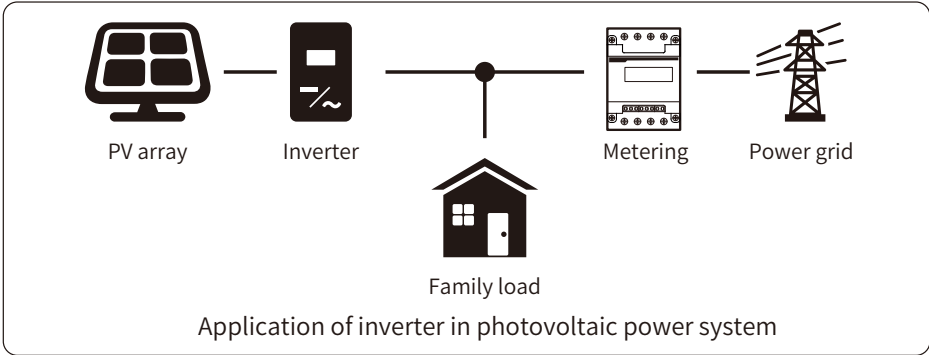 PV array
Inverter
Metering
Power grid
Family load
Application of inverter in photovoltaic power system